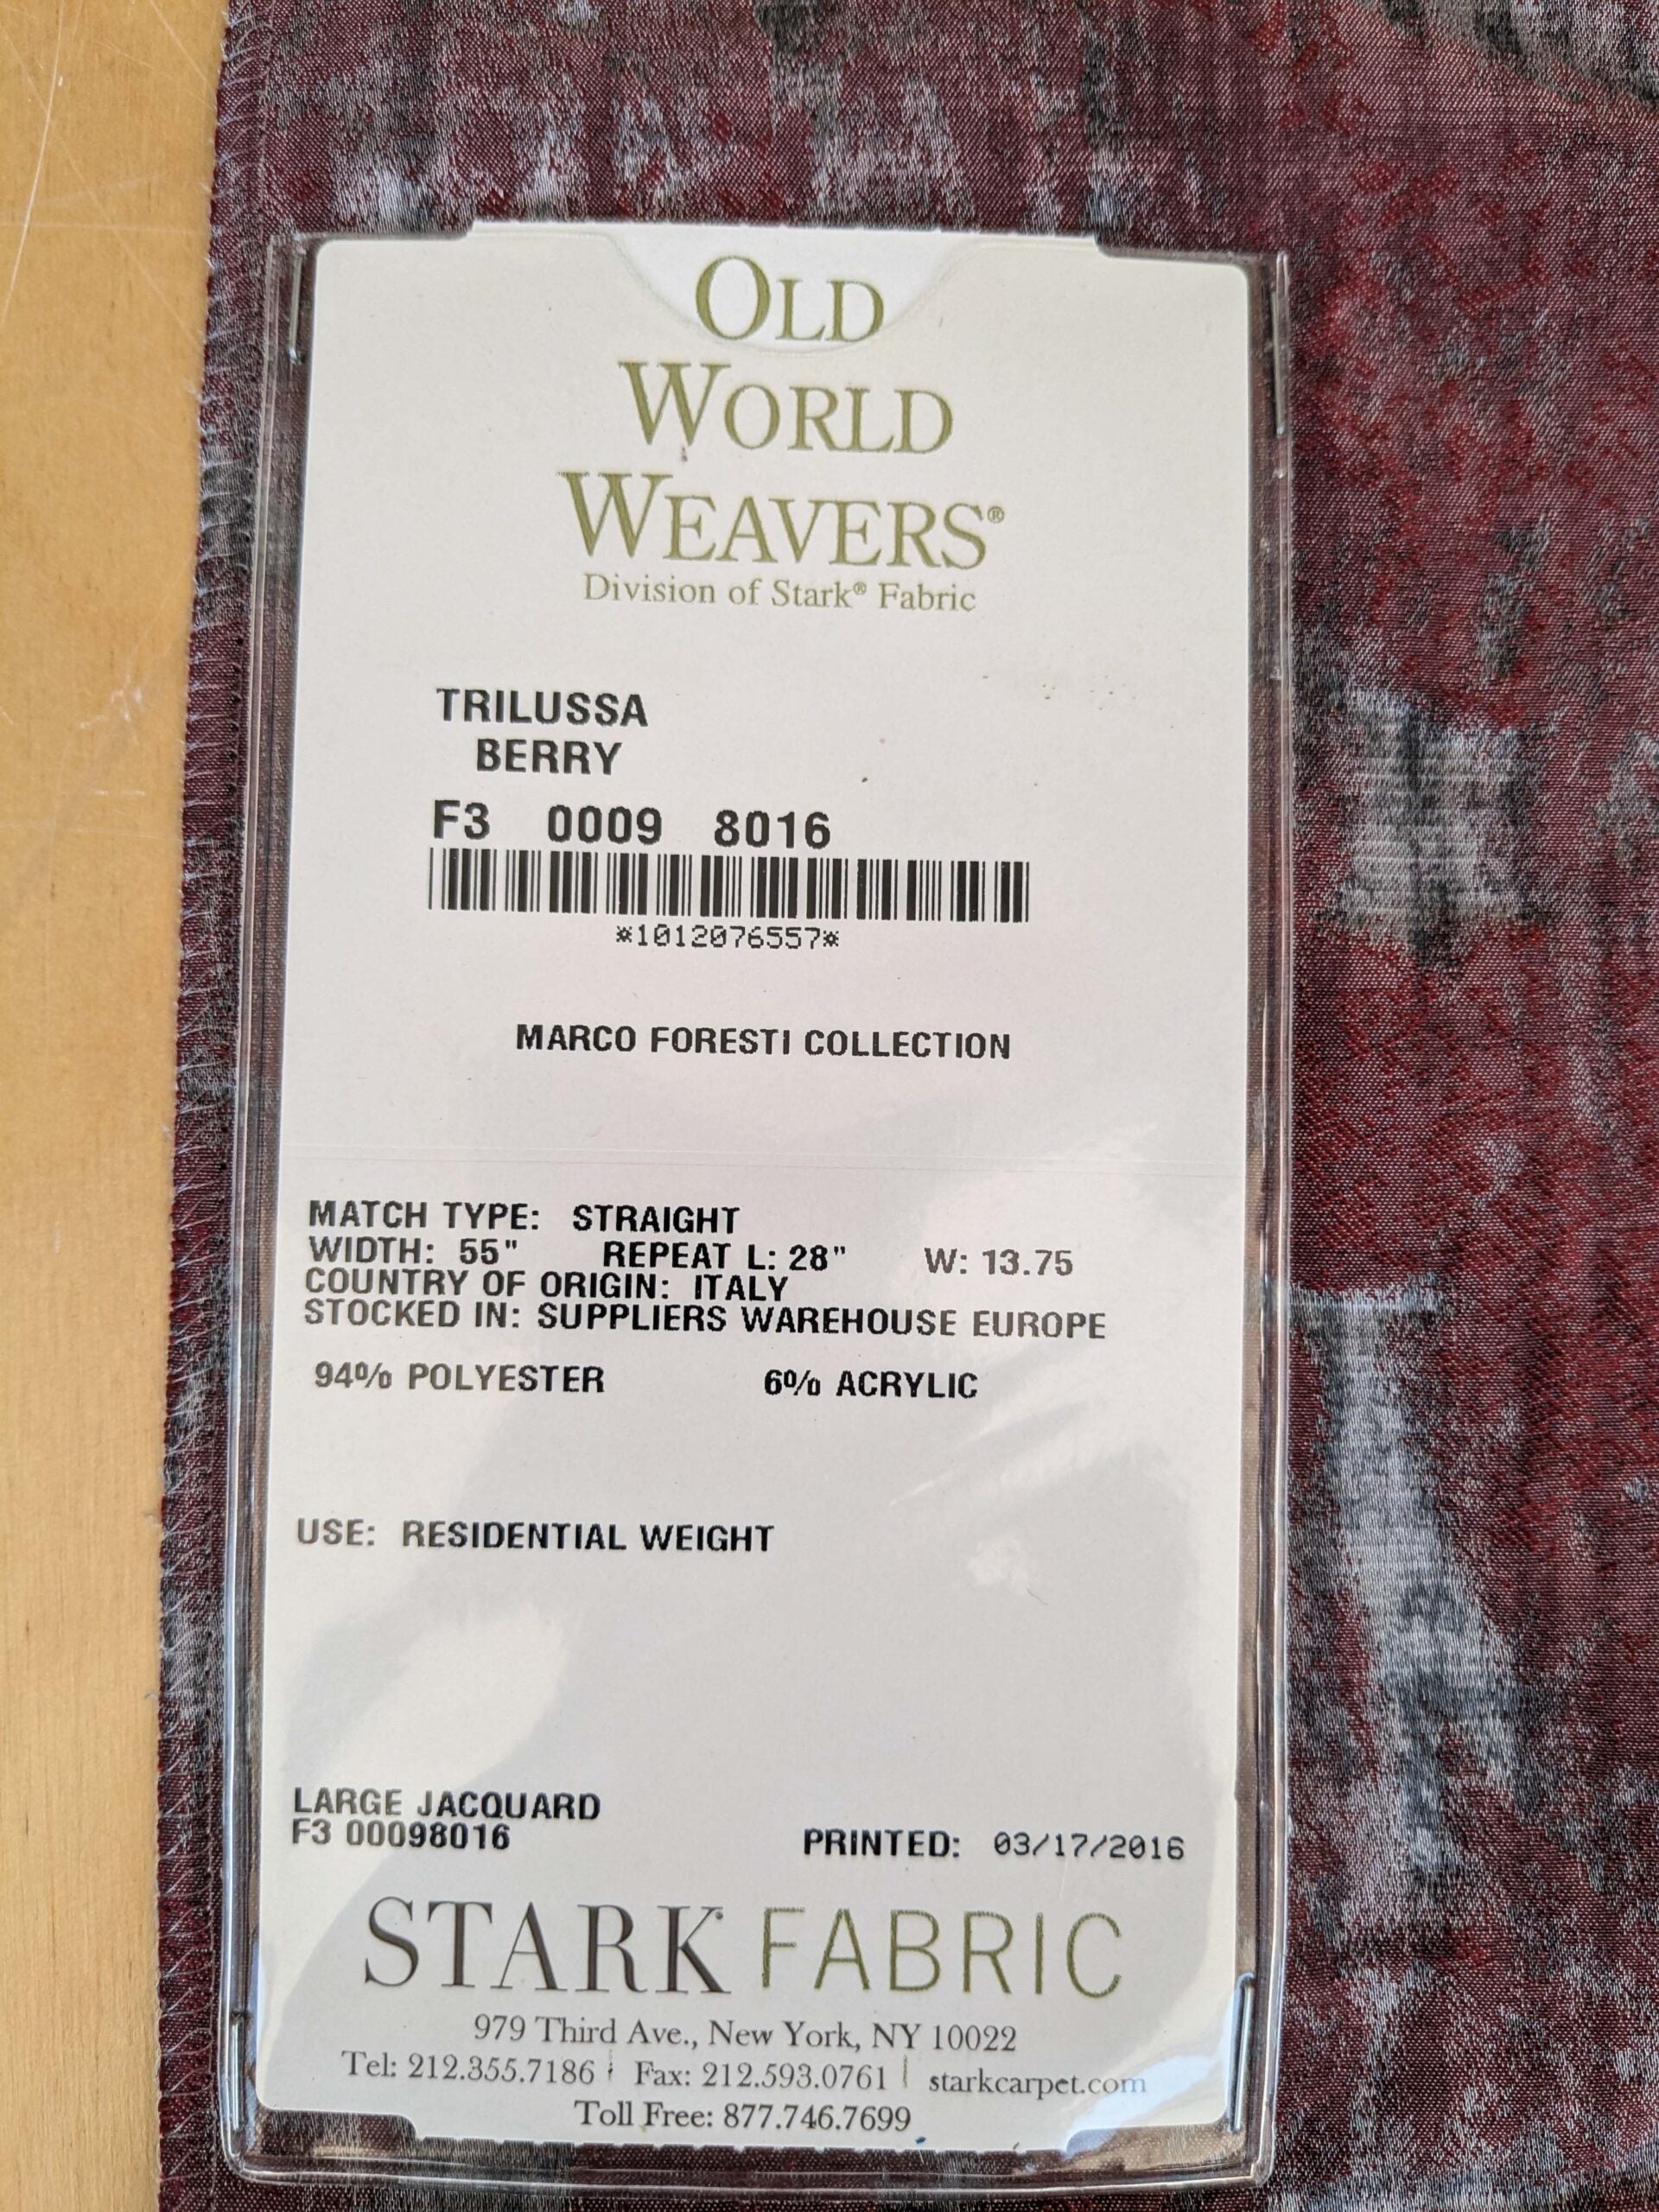 OLD
WORLD
WEAVERS®
Division of Stark® Fabric
TRILUSSA
BERRY
F3 0009 8016
*1012076557*
MARCO FORESTI COLLECTION
MATCH TYPE: STRAIGHT
WIDTH: 55" REPEAT L: 28" W: 13.75
COUNTRY OF ORIGIN: ITALY
STOCKED IN: SUPPLIERS WAREHOUSE EUROPE
94% POLYESTER 6% ACRYLIC
USE: RESIDENTIAL WEIGHT
LARGE JACQUARD
F3 00098016 PRINTED: 03/17/2016
STARK FABRIC
979 Third Ave., New York, NY 10022
Tel: 212.355.7186 | Fax: 212.593.0761 | starkcarpet.com
Toll Free: 877.746.7699